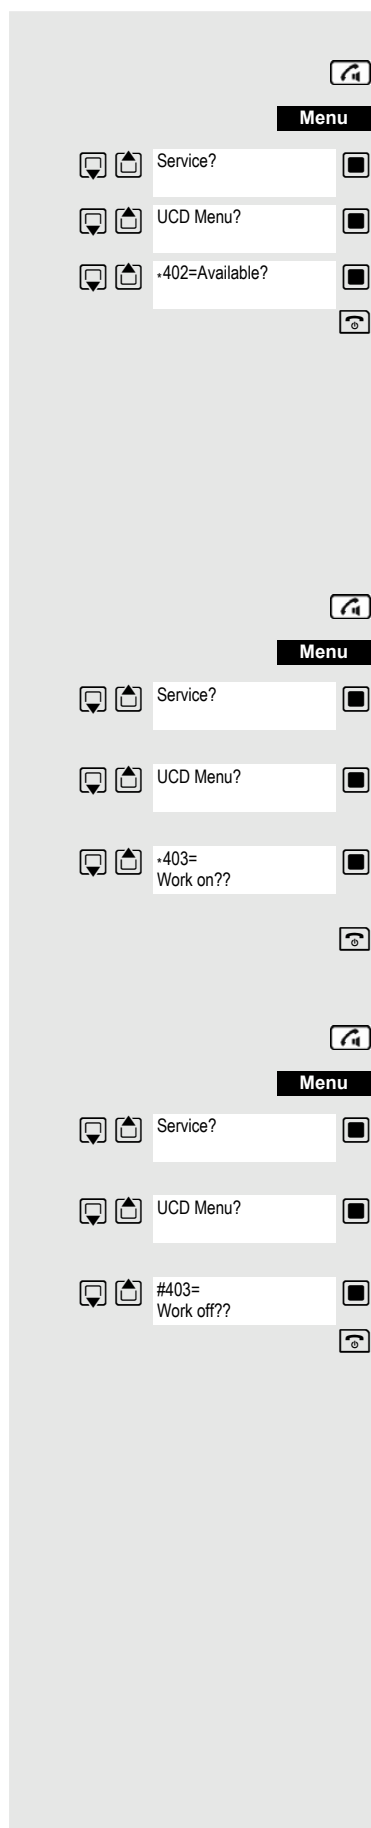 Menu
Service?
UCD Menu?
*402=Available?
Menu
Service?
UCD Menu?
*403=
Work on??
Menu
Service?
UCD Menu?
#403=
Work off??